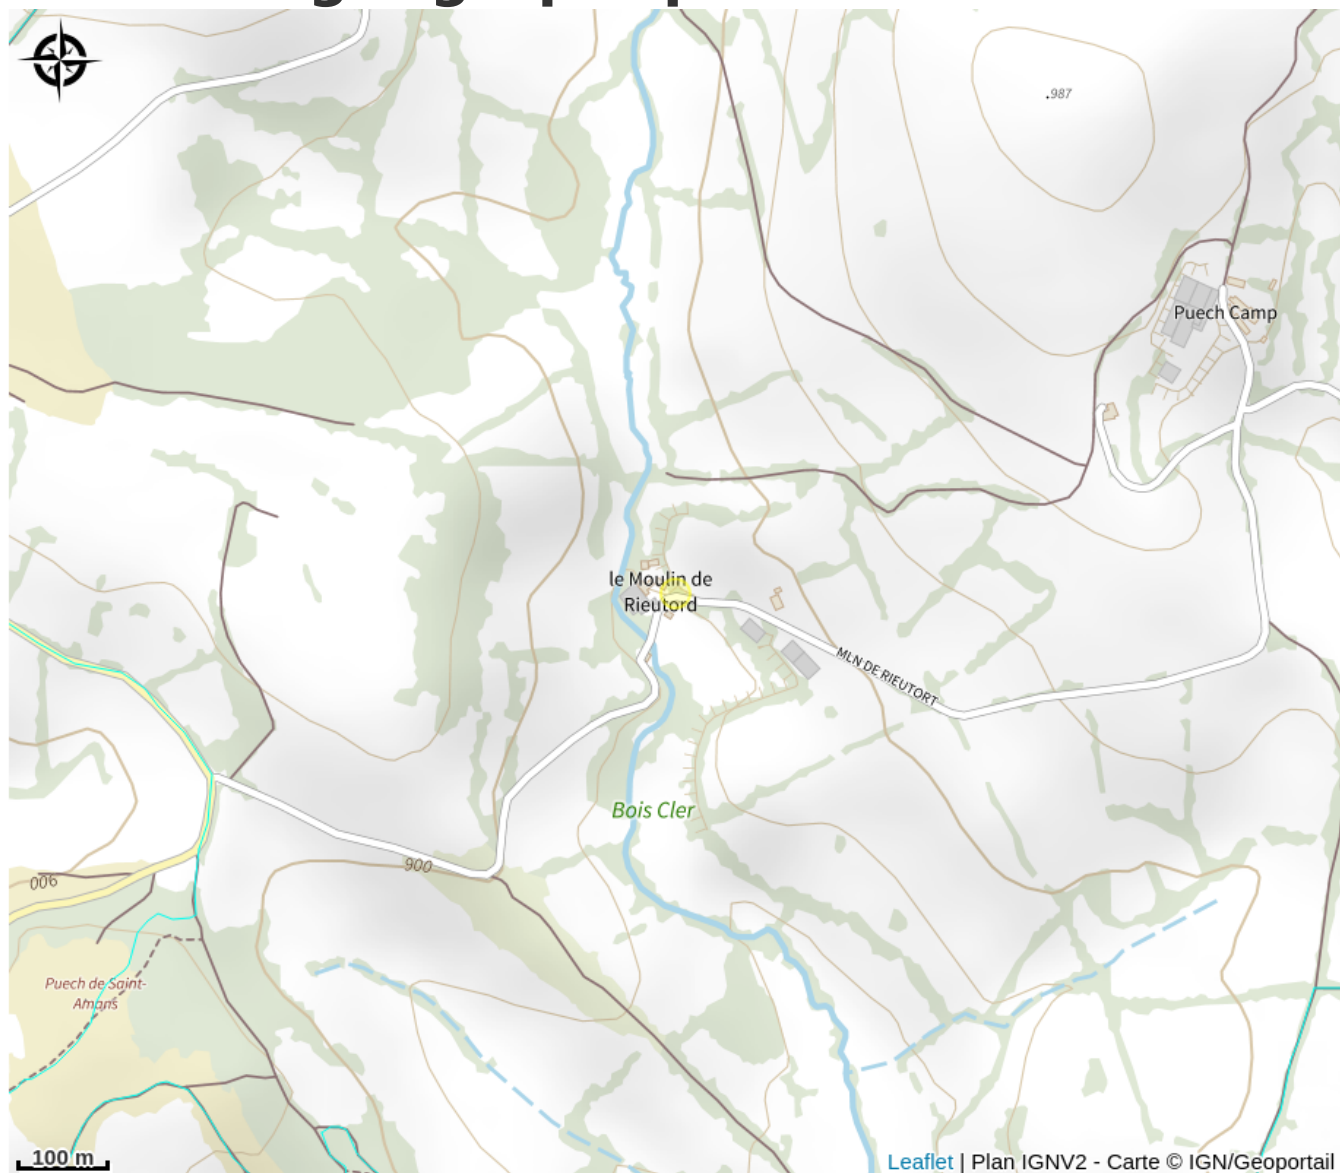 .987
Puech Camp
le Moulin de
Rieutord
MLN DE RIEUTORT
Bois Cler
900
900
Puech de Saint-
Amans
100 m
Leaflet | Plan IGNV2 - Carte © IGN/Geoportail